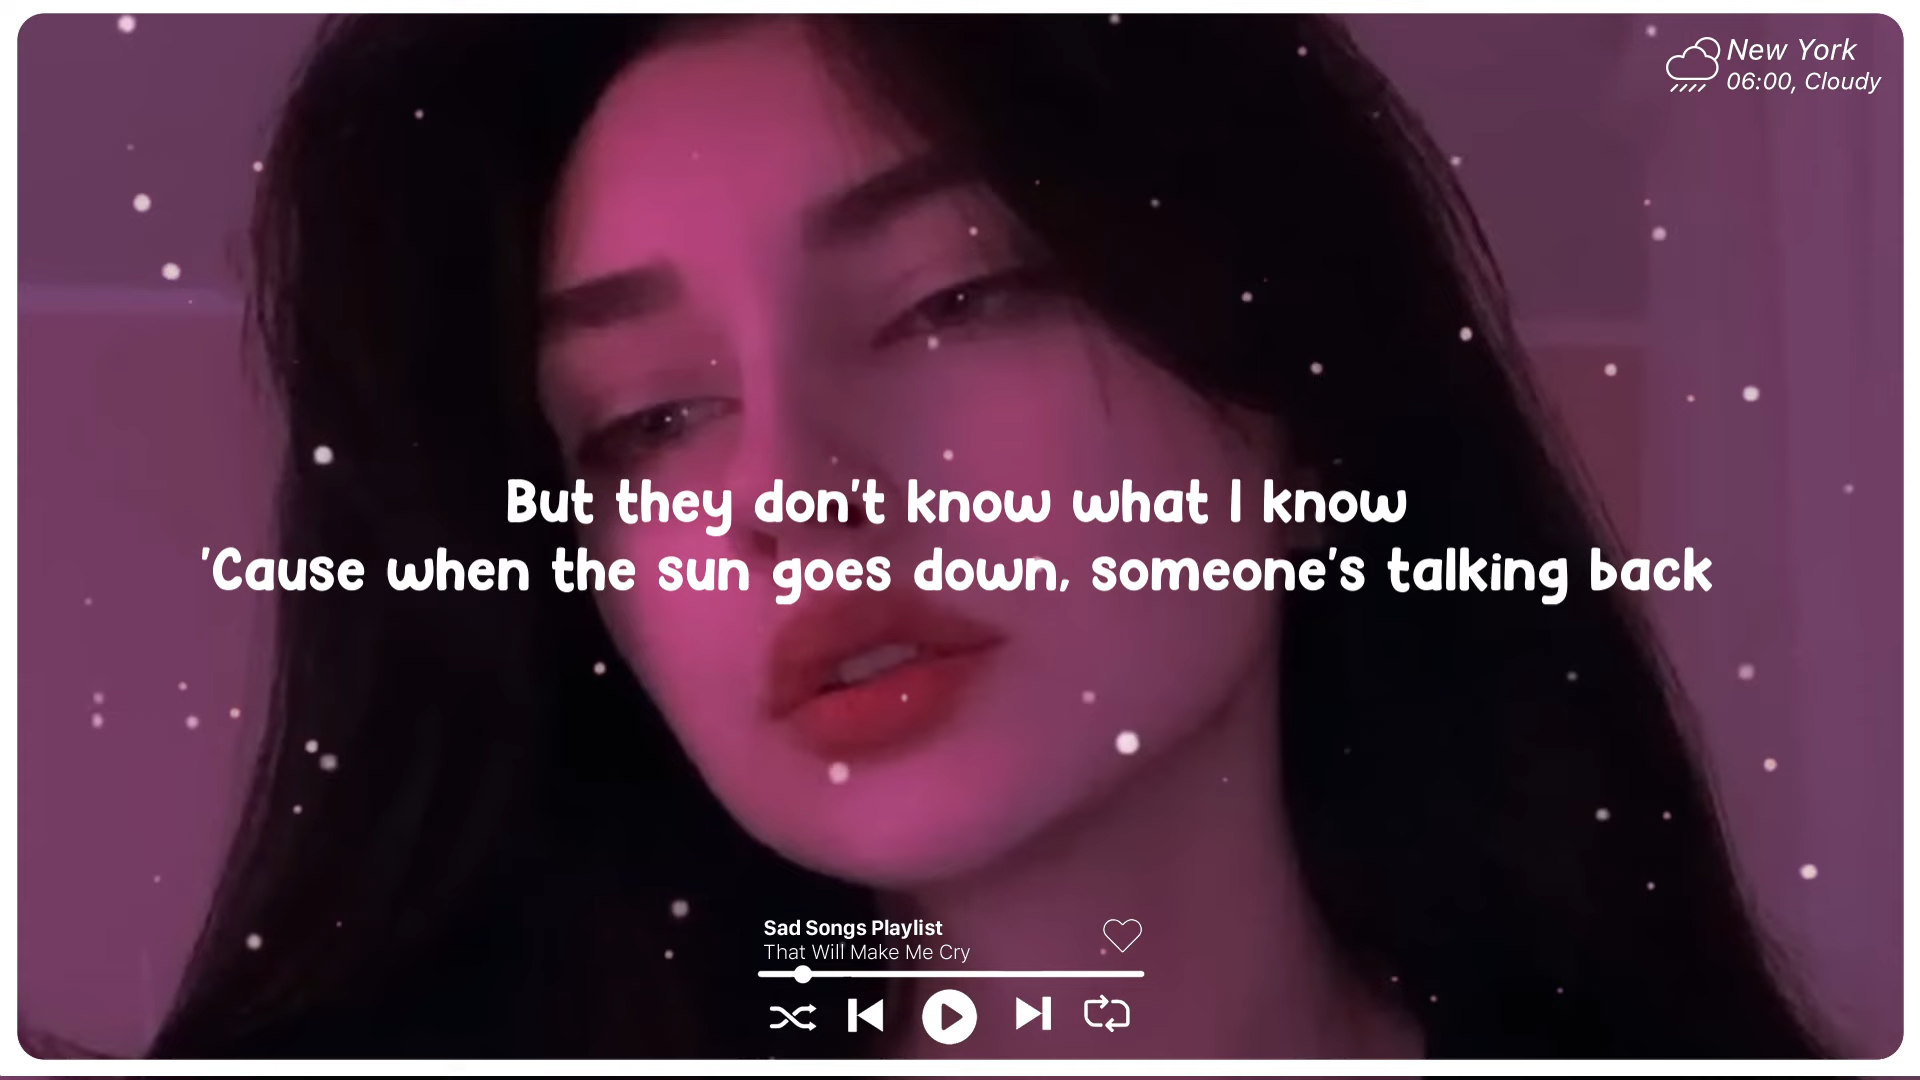 New York
06:00, Cloudy
But they don't know what I know
'Cause when the sun goes down, someone's talking back
Sad Songs Playlist
That Will Make Me Cry